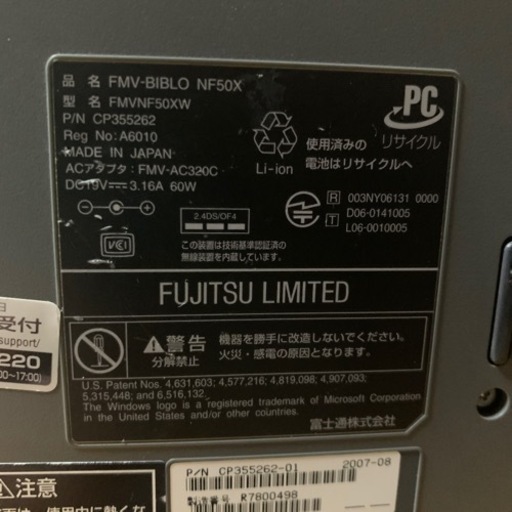 品 名 FMV-BIBLO NF50X
型 名 FMVNF50XW
P/N CP355262
Reg No:A6010
MADE IN JAPAN
ACアダプタ: FMV-AC320C
DC19V 3.16A 60W
PC
リサイクル
Li-ion
使用済みの
電池はリサイクルへ
2.4DS/OF4
VCI
この装置は技術基準認証済の
無線装置を内蔵しています。
R 003NY06131 0000
T D06-0141005
L06-0010005
FUJITSU LIMITED
警告
分解禁止
機器を勝手に改造しないでください。
火災・感電の原因となります。
U.S. Patent Nos. 4,631,603; 4,577,216; 4,819,098; 4,907,093;
5,315,448; and 6,516,132.
The Windows logo is a registered trademark of Microsoft Corporation
in the United States and/or other countries.
富士通株式会社
受付
support/
220
0~17:00)
注意
P/N CP355262-01 2007-08
製造番号 R7800498